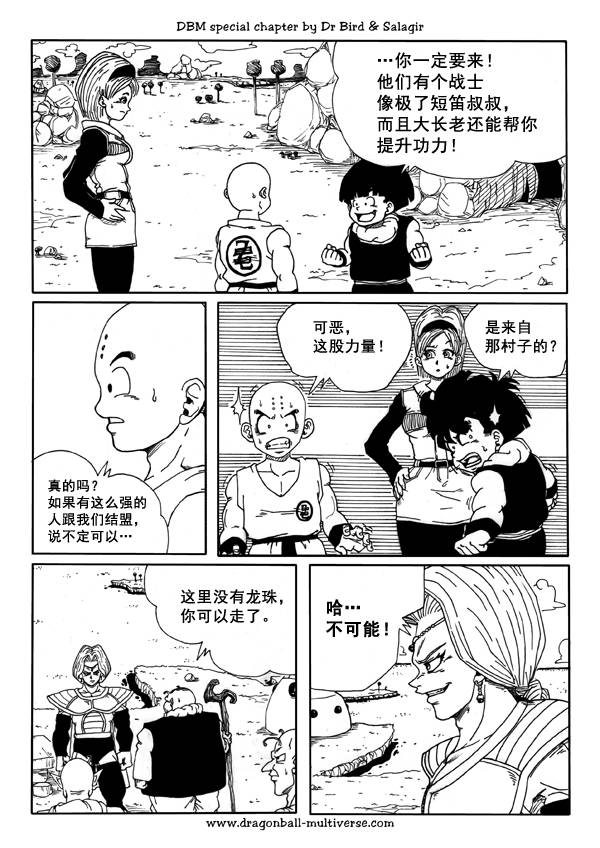 DBM special chapter by Dr Bird & Salagir
…你一定要来！
他们有个战士
像极了短笛叔叔，
而且大长老还能帮你
提升功力！
真的吗？
如果有这么强的
人跟我们结盟，
说不定可以…
可恶，
这股力量！
是来自
那村子的？
这里没有龙珠，
你可以走了。
哈…
不可能！
www.dragonball-multiverse.com